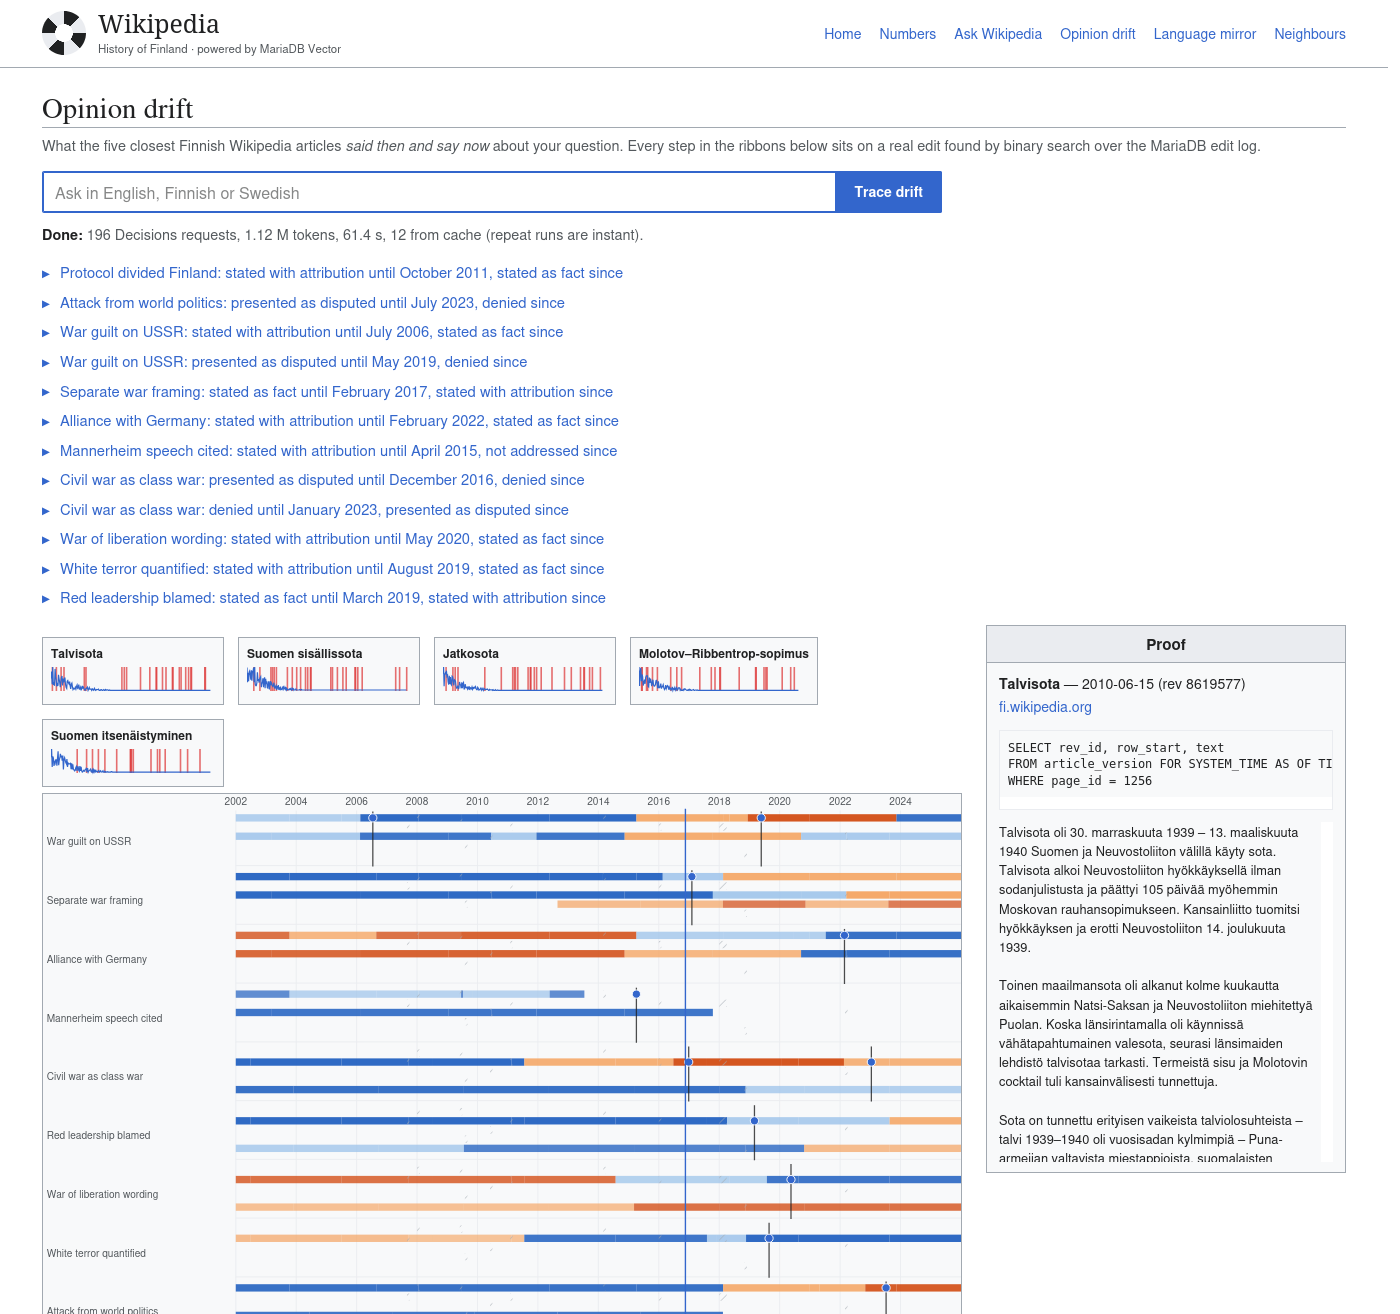 Wikipedia
History of Finland · powered by MariaDB Vector
Home Numbers Ask Wikipedia Opinion drift Language mirror Neighbours
Opinion drift
What the five closest Finnish Wikipedia articles said then and say now about your question. Every step in the ribbons below sits on a real edit found by binary search over the MariaDB edit log.
Ask in English, Finnish or Swedish
Trace drift
Done: 196 Decisions requests, 1.12 M tokens, 61.4 s, 12 from cache (repeat runs are instant).
▸ Protocol divided Finland: stated with attribution until October 2011, stated as fact since
▸ Attack from world politics: presented as disputed until July 2023, denied since
▸ War guilt on USSR: stated with attribution until July 2006, stated as fact since
▸ War guilt on USSR: presented as disputed until May 2019, denied since
▸ Separate war framing: stated as fact until February 2017, stated with attribution since
▸ Alliance with Germany: stated with attribution until February 2022, stated as fact since
▸ Mannerheim speech cited: stated with attribution until April 2015, not addressed since
▸ Civil war as class war: presented as disputed until December 2016, denied since
▸ Civil war as class war: denied until January 2023, presented as disputed since
▸ War of liberation wording: stated with attribution until May 2020, stated as fact since
▸ White terror quantified: stated with attribution until August 2019, stated as fact since
▸ Red leadership blamed: stated as fact until March 2019, stated with attribution since
Talvisota
Suomen sisällissota
Jatkosota
Molotov–Ribbentrop-sopimus
Suomen itsenäistyminen
2002 2004 2006 2008 2010 2012 2014 2016 2018 2020 2022 2024
War guilt on USSR
Separate war framing
Alliance with Germany
Mannerheim speech cited
Civil war as class war
Red leadership blamed
War of liberation wording
White terror quantified
Attack from world politics
Proof
Talvisota — 2010-06-15 (rev 8619577)
fi.wikipedia.org
SELECT rev_id, row_start, text
FROM article_version FOR SYSTEM_TIME AS OF TI
WHERE page_id = 1256
Talvisota oli 30. marraskuuta 1939 – 13. maaliskuuta
1940 Suomen ja Neuvostoliiton välillä käyty sota.
Talvisota alkoi Neuvostoliiton hyökkäyksellä ilman
sodanjulistusta ja päättyi 105 päivää myöhemmin
Moskovan rauhansopimukseen. Kansainliitto tuomitsi
hyökkäyksen ja erotti Neuvostoliiton 14. joulukuuta
1939.
Toinen maailmansota oli alkanut kolme kuukautta
aikaisemmin Natsi-Saksan ja Neuvostoliiton miehitettyä
Puolan. Koska länsirintamalla oli käynnissä
vähätapahtumainen valesota, seurasi länsimaiden
lehdistö talvisotaa tarkasti. Termeistä sisu ja Molotovin
cocktail tuli kansainvälisesti tunnettuja.
Sota on tunnettu erityisen vaikeista talviolosuhteista –
talvi 1939–1940 oli vuosisadan kylmimpiä – Puna-
armeijan valtavista miestappioista, suomalaisten